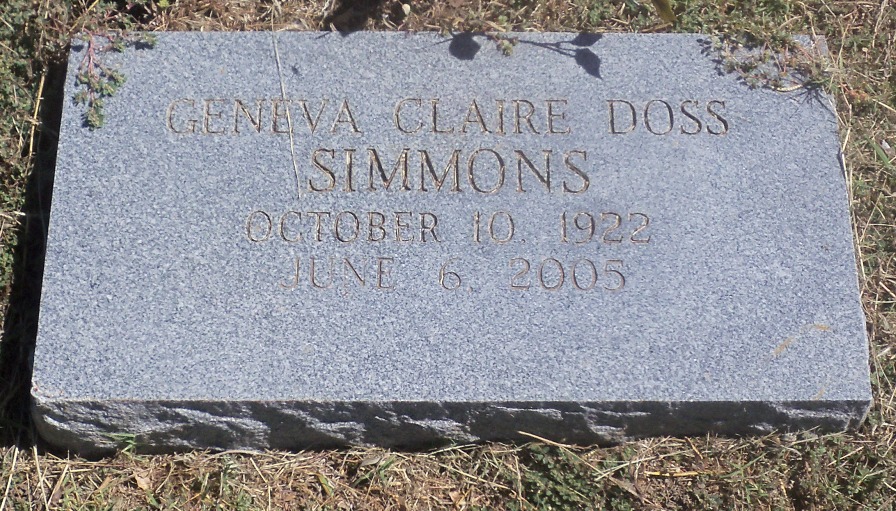 GENEVA CLAIRE DOSS
SIMMONS
OCTOBER 10, 1922
JUNE 6, 2005